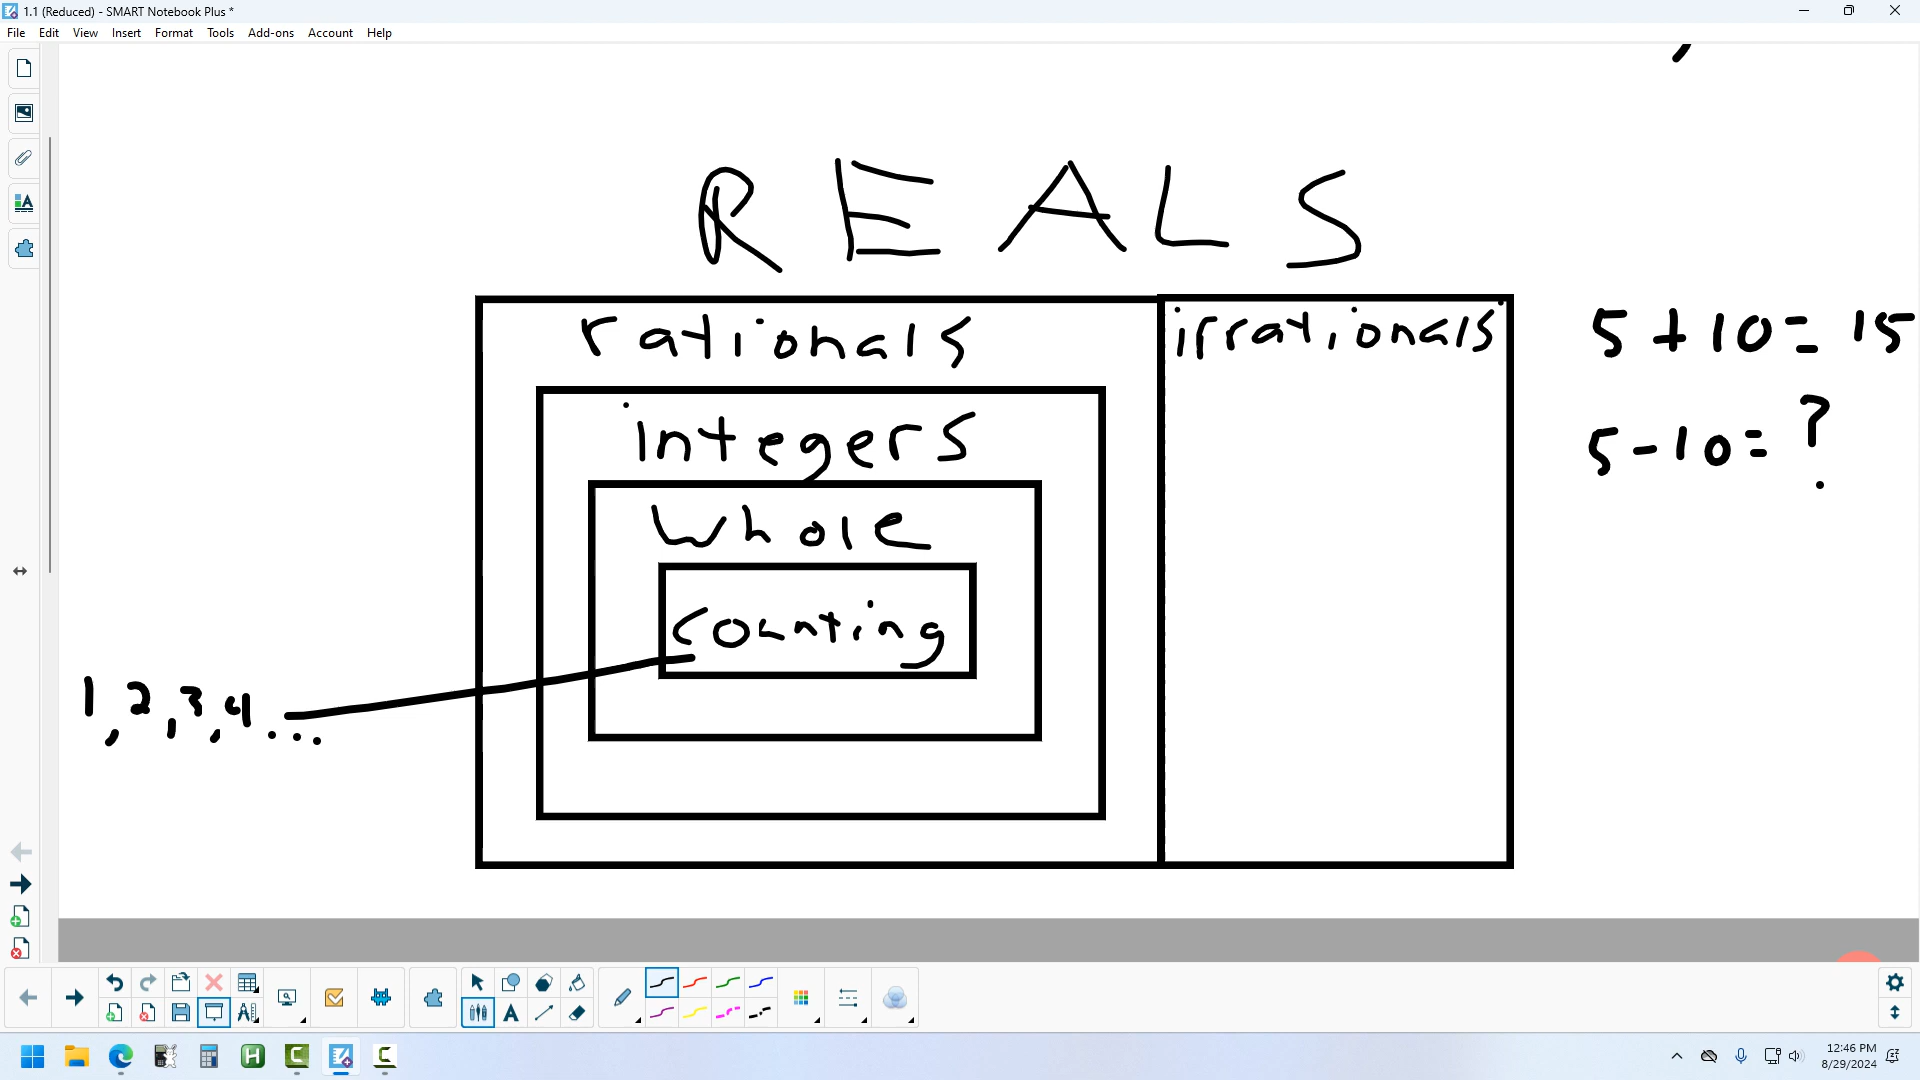 1.1 (Reduced) - SMART Notebook Plus *
File Edit View Insert Format Tools Add-ons Account Help
REALS
rationals
irrationals
5 + 10 = 15
integers
5 - 10 = ?
whole
counting
1, 2, 3, 4 ...
12:46 PM
8/29/2024